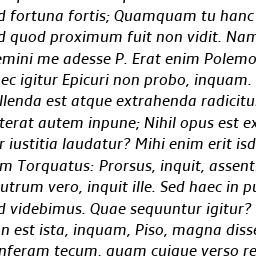 d fortuna fortis; Quamquam tu hanc
d quod proximum fuit non vidit. Nam
emini me adesse P. Erat enim Polemo
ec igitur Epicuri non probo, inquam.
llenda est atque extrahenda radicitu
terat autem inpune; Nihil opus est ex
r iustitia laudatur? Mihi enim erit isd
m Torquatus: Prorsus, inquit, assent
utrum vero, inquit ille. Sed haec in pu
d videbimus. Quae sequuntur igitur?
n est ista, inquam, Piso, magna disse
nferam tecum, quam cuique verso re